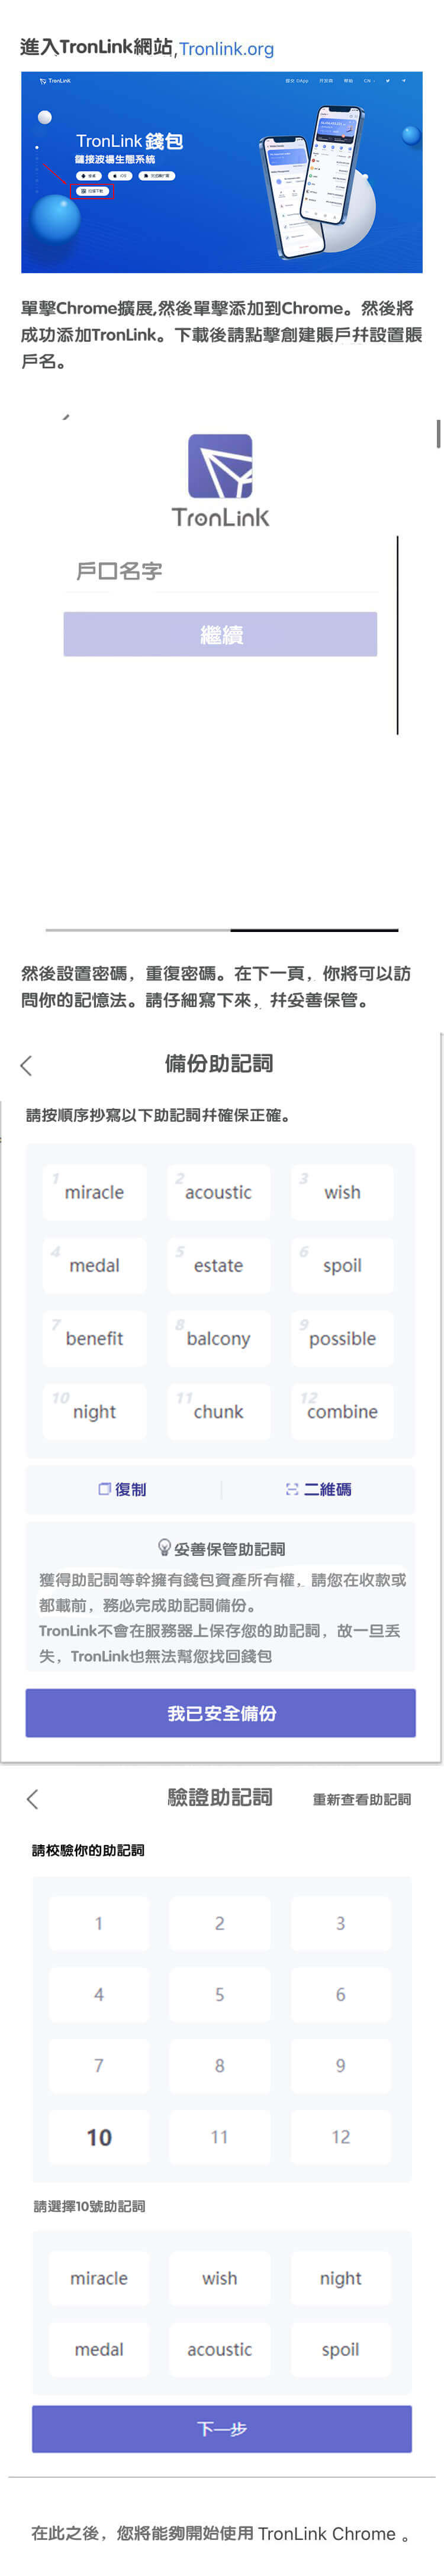 進入TronLink網站,Tronlink.org
TronLink
CN
TronLink 錢包
鏈接波場生態系統
iOS
單擊Chrome擴展,然後單擊添加到Chrome。然後將
成功添加TronLink。下載後請點擊創建賬戶并設置賬
戶名。
TronLink
戶口名字
繼續
然後設置密碼，重復密碼。在下一頁，你將可以訪
問你的記憶法。請仔細寫下來，并妥善保管。
備份助記詞
請按順序抄寫以下助記詞并確保正確。
1 miracle 2 acoustic 3 wish
4 medal 5 estate 6 spoil
7 benefit 8 balcony 9 possible
10 night 11 chunk 12 combine
復制 二維碼
妥善保管助記詞
獲得助記詞等幹擁有錢包資產所有權，請您在收款或
都載前，務必完成助記詞備份。
TronLink不會在服務器上保存您的助記詞，故一旦丟
失，TronLink也無法幫您找回錢包
我已安全備份
驗證助記詞 重新查看助記詞
請校驗你的助記詞
1 2 3
4 5 6
7 8 9
10 11 12
請選擇10號助記詞
miracle wish night
medal acoustic spoil
下一步
在此之後，您將能夠開始使用 TronLink Chrome 。